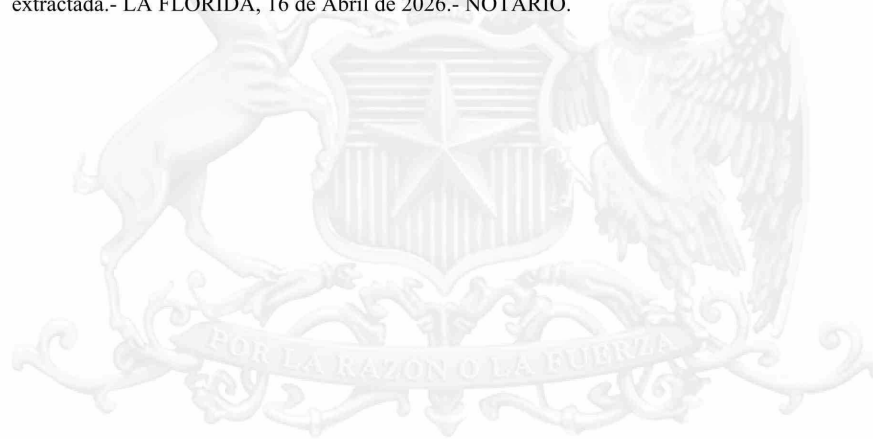 extractada.- LA FLORIDA, 16 de Abril de 2026.- NOTARIO.
POR LA RAZON O LA FUERZA